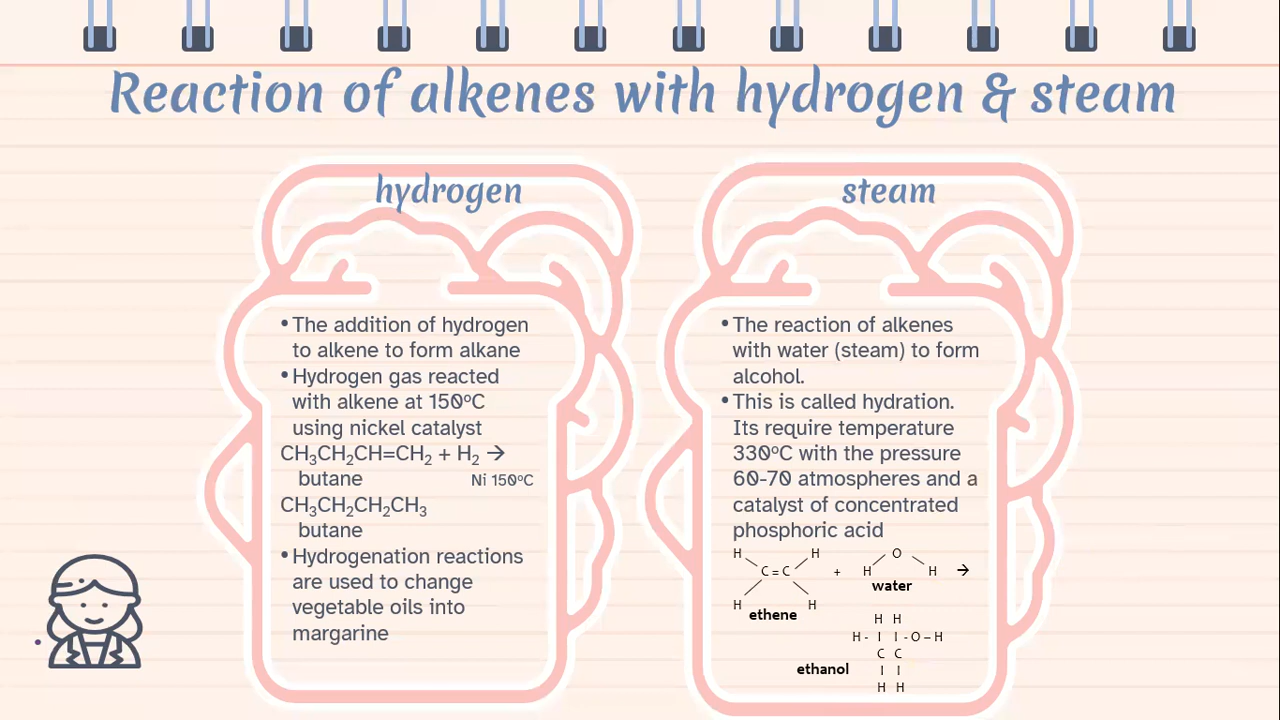 Reaction of alkenes with hydrogen & steam
hydrogen
• The addition of hydrogen
to alkene to form alkane
• Hydrogen gas reacted
with alkene at 150ºC
using nickel catalyst
CH₃CH₂CH=CH₂ + H₂ →
butane Ni 150ºC
CH₃CH₂CH₂CH₃
butane
• Hydrogenation reactions
are used to change
vegetable oils into
margarine
steam
• The reaction of alkenes
with water (steam) to form
alcohol.
• This is called hydration.
Its require temperature
330ºC with the pressure
60-70 atmospheres and a
catalyst of concentrated
phosphoric acid
H H O
C = C + H H →
water
H H
ethene
H H
H - I I - O – H
C C
ethanol I I
H H